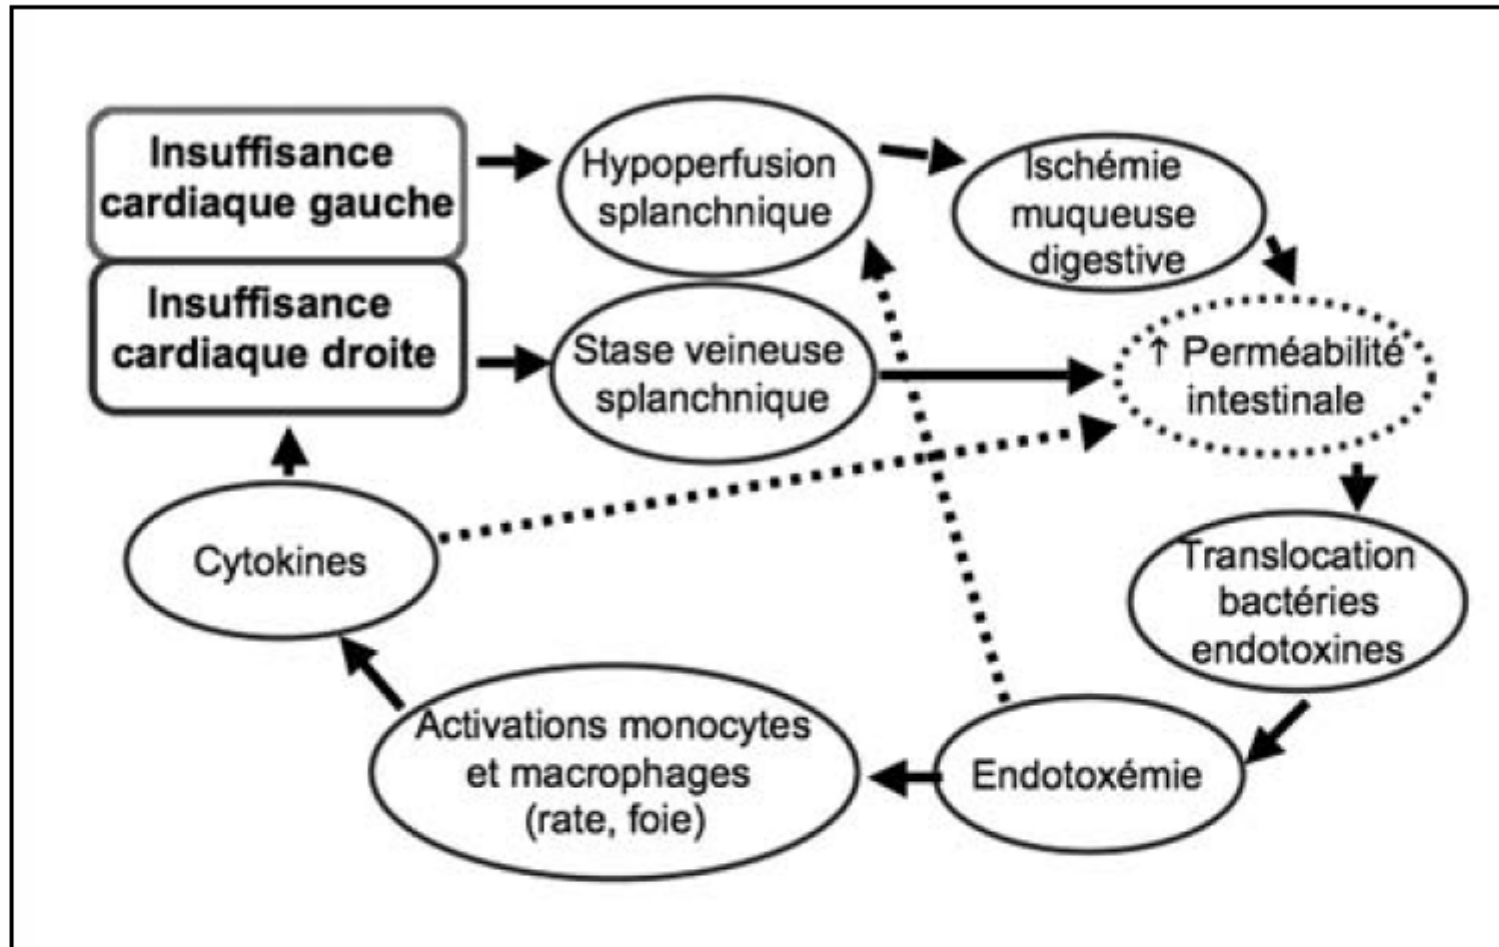 Insuffisance
cardiaque gauche
Hypoperfusion
splanchnique
Ischémie
muqueuse
digestive
Insuffisance
cardiaque droite
Stase veineuse
splanchnique
↑ Perméabilité
intestinale
Cytokines
Translocation
bactéries
endotoxines
Activations monocytes
et macrophages
(rate, foie)
Endotoxémie